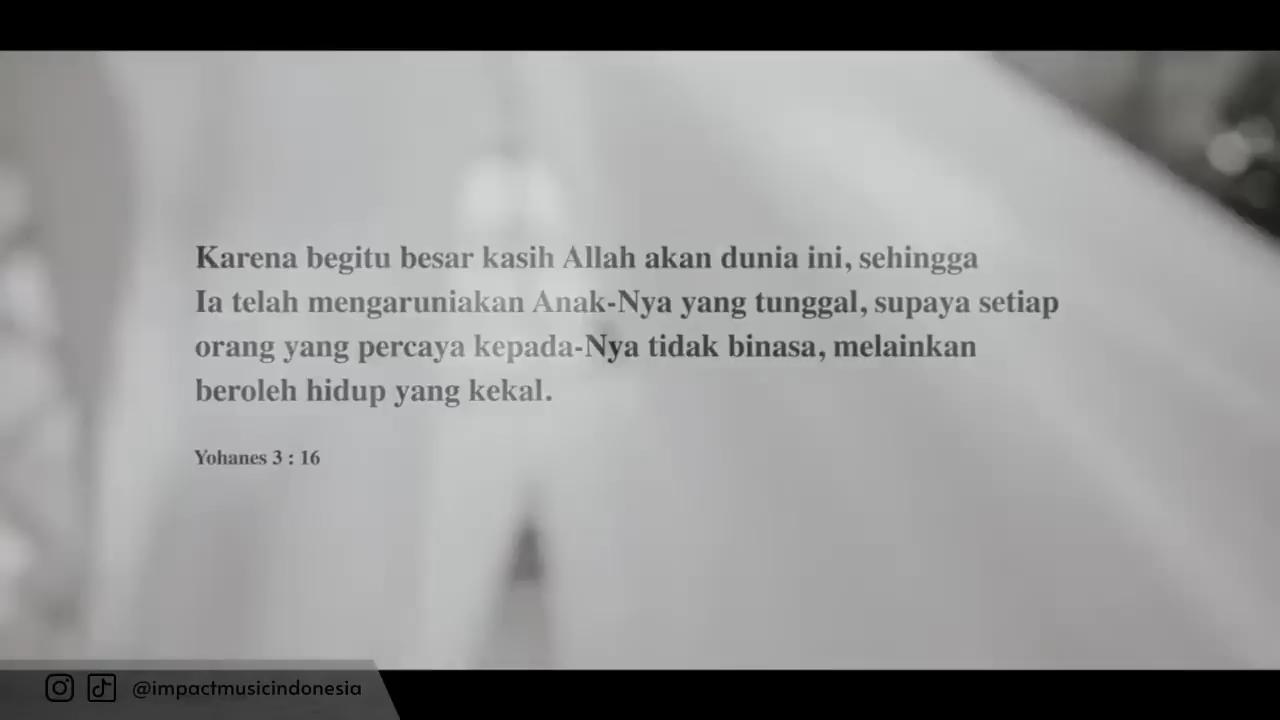 Karena begitu besar kasih Allah akan dunia ini, sehingga
Ia telah mengaruniakan Anak-Nya yang tunggal, supaya setiap
orang yang percaya kepada-Nya tidak binasa, melainkan
beroleh hidup yang kekal.
Yohanes 3 : 16
@impactmusicindonesia